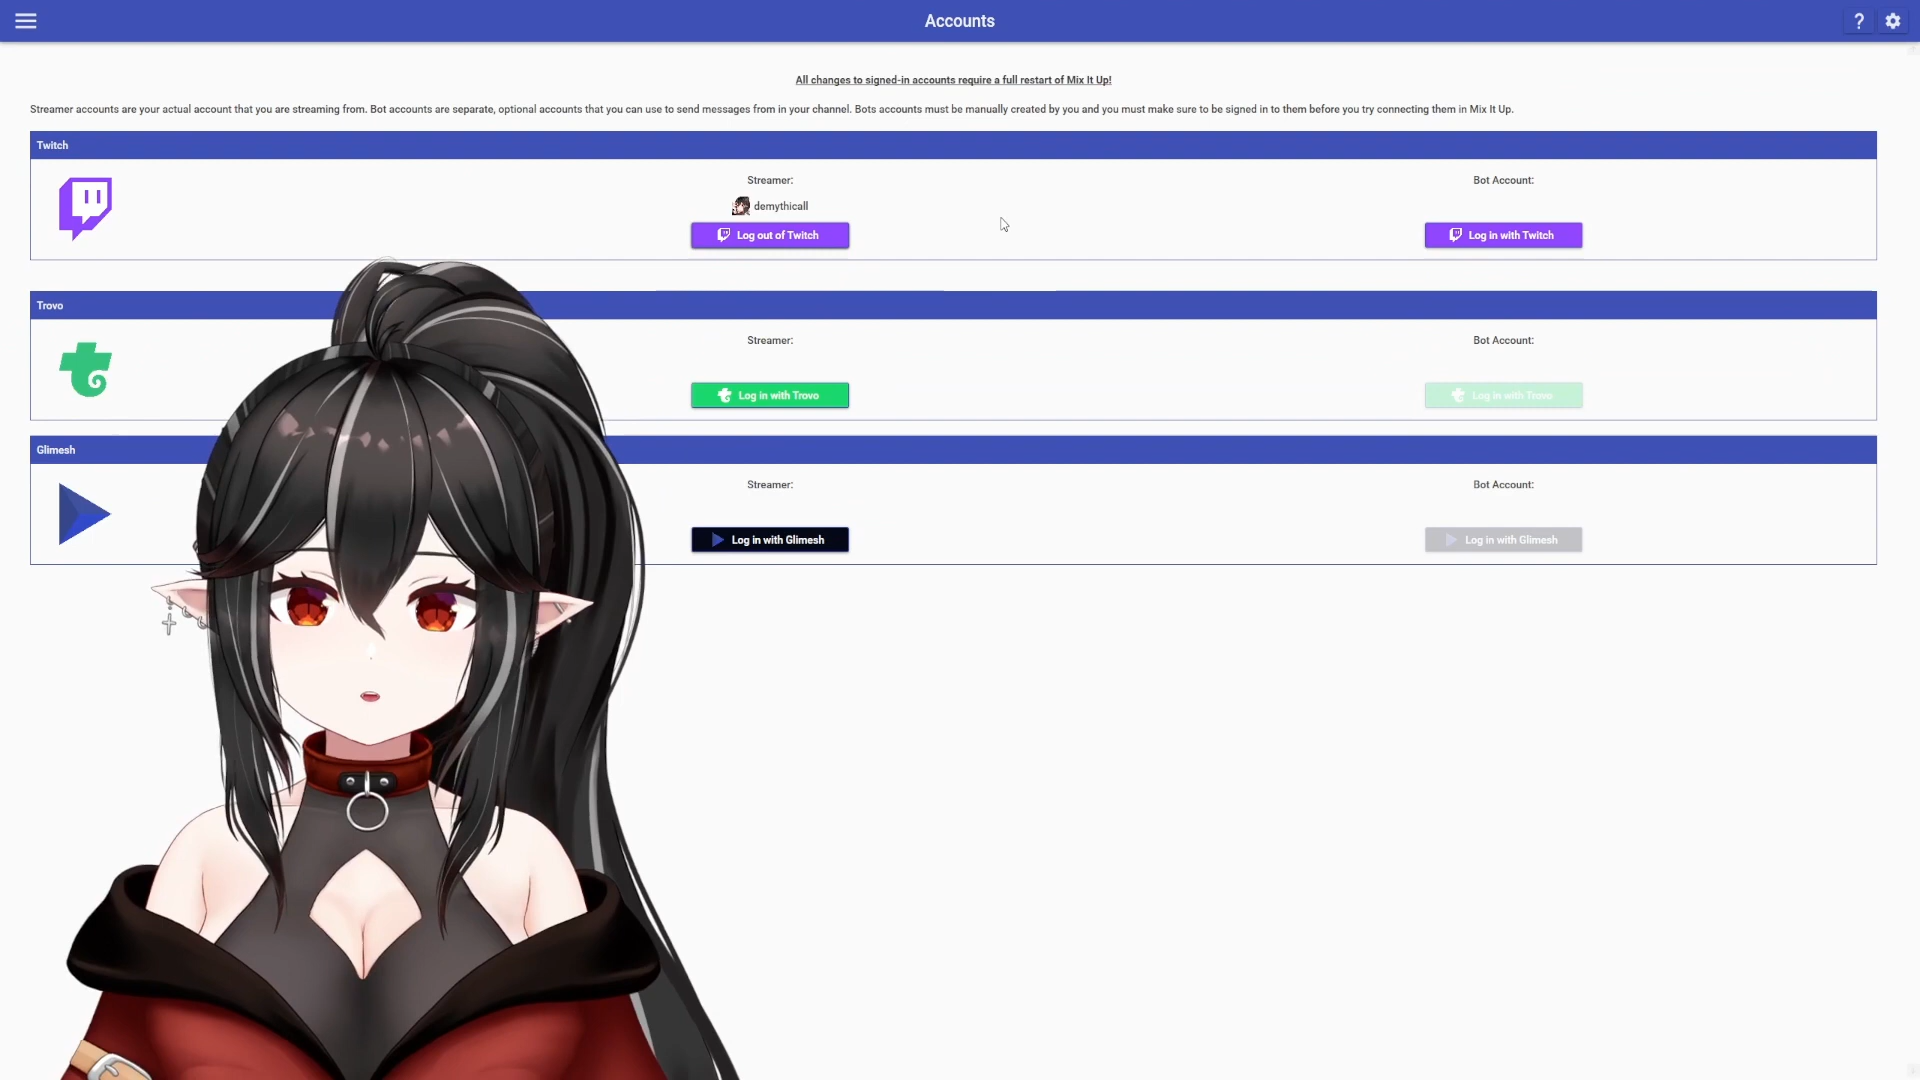 Accounts
?
All changes to signed-in accounts require a full restart of Mix It Up!
Streamer accounts are your actual account that you are streaming from. Bot accounts are separate, optional accounts that you can use to send messages from in your channel. Bots accounts must be manually created by you and you must make sure to be signed in to them before you try connecting them in Mix It Up.
Twitch
Streamer:
Bot Account:
demythicall
Log out of Twitch
Log in with Twitch
Trovo
Streamer:
Bot Account:
Log in with Trovo
Log in with Trovo
Glimesh
Streamer:
Bot Account:
Log in with Glimesh
Log in with Glimesh